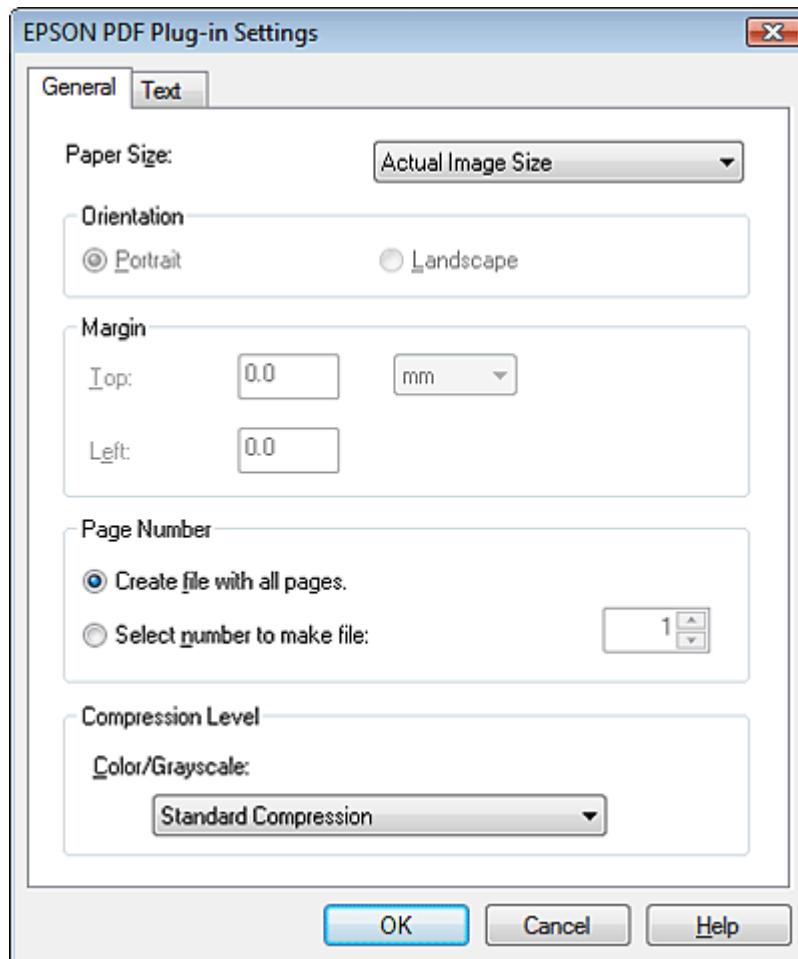 EPSON PDF Plug-in Settings
General Text
Paper Size: Actual Image Size
Orientation
Portrait Landscape
Margin
Top: 0.0 mm
Left: 0.0
Page Number
Create file with all pages.
Select number to make file: 1
Compression Level
Color/Grayscale:
Standard Compression
OK Cancel Help